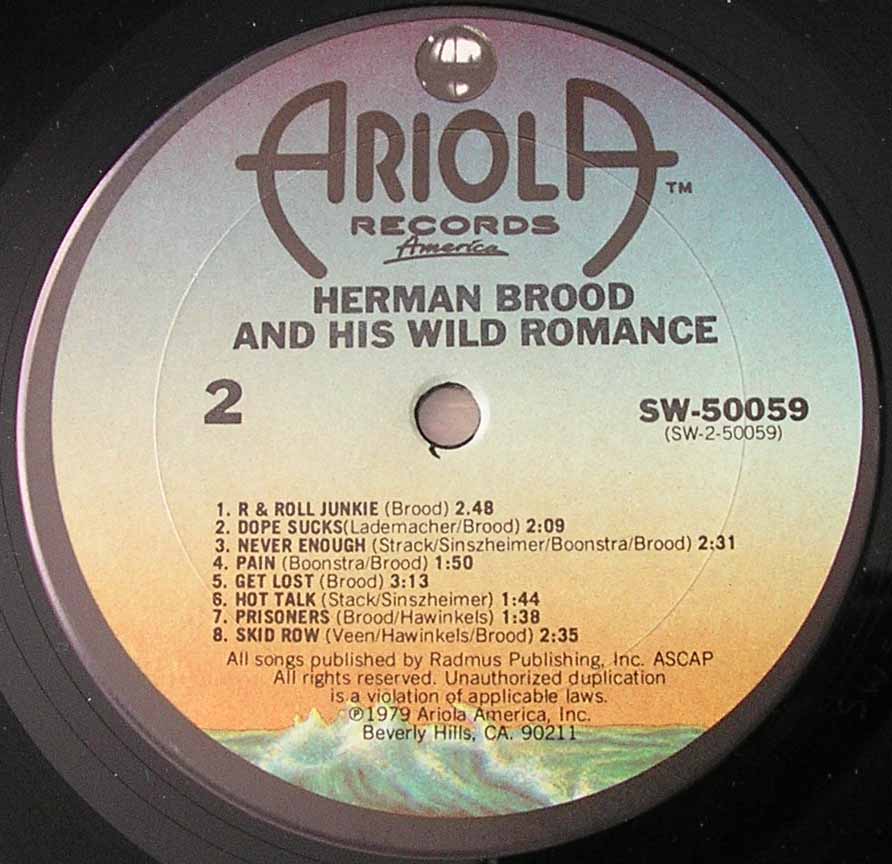 ARIOLA TM
RECORDS
America
HERMAN BROOD
AND HIS WILD ROMANCE
2
SW-50059
(SW-2-50059)
1. R & ROLL JUNKIE (Brood) 2.48
2. DOPE SUCKS(Lademacher/Brood) 2:09
3. NEVER ENOUGH (Strack/Sinszheimer/Boonstra/Brood) 2:31
4. PAIN (Boonstra/Brood) 1:50
5. GET LOST (Brood) 3:13
6. HOT TALK (Stack/Sinszheimer) 1:44
7. PRISONERS (Brood/Hawinkels) 1:38
8. SKID ROW (Veen/Hawinkels/Brood) 2:35
All songs published by Radmus Publishing, Inc. ASCAP
All rights reserved. Unauthorized duplication
is a violation of applicable laws.
℗1979 Ariola America, Inc.
Beverly Hills, CA. 90211